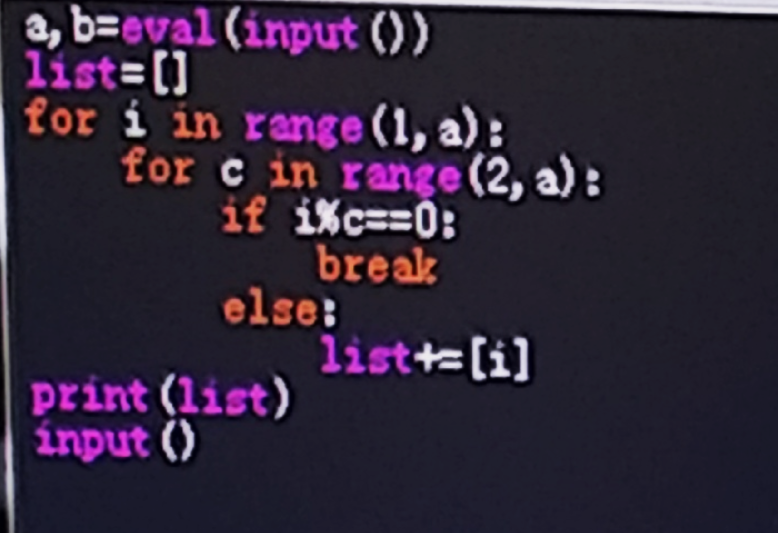 a,b=eval(input())
list=[]
for i in range(1,a):
    for c in range(2,a):
        if i%c==0:
            break
        else:
            list+=[i]
print(list)
input()